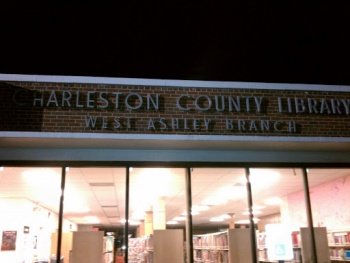 CHARLESTON COUNTY LIBRARY
WEST ASHLEY BRANCH